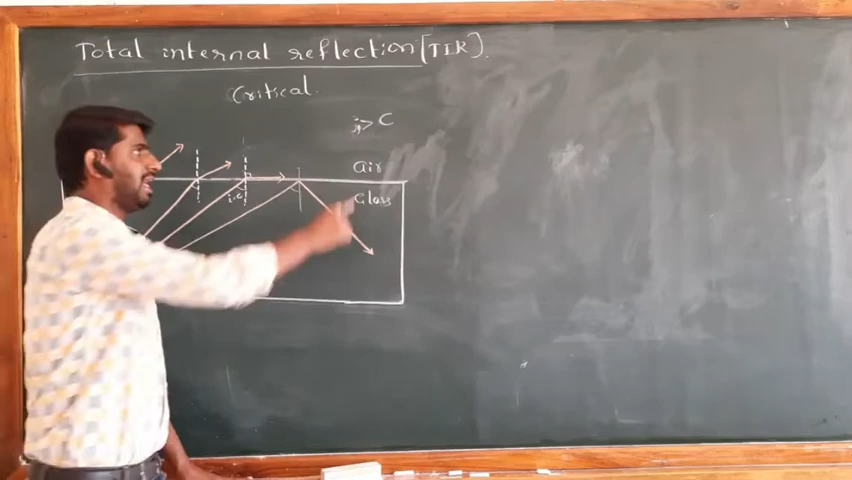 Total internal reflection [TIR].
Critical.
i > C
air
i=c
Glass